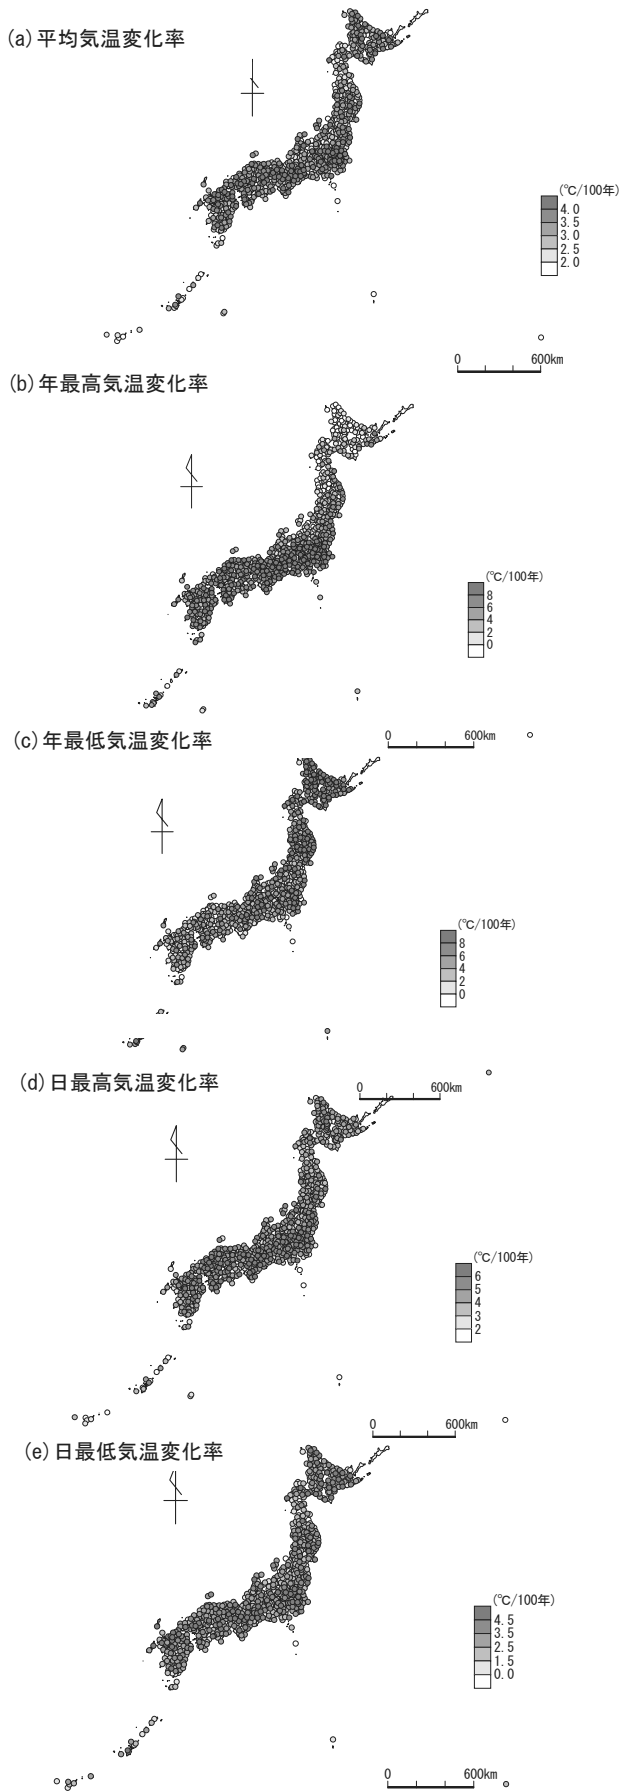 (a)平均気温変化率
(℃/100年)
4.0
3.5
3.0
2.5
2.0
0 600km
(b)年最高気温変化率
(℃/100年)
8
6
4
2
0
0 600km
(c)年最低気温変化率
(℃/100年)
8
6
4
2
0
0 600km
(d)日最高気温変化率
(℃/100年)
6
5
4
3
2
0 600km
(e)日最低気温変化率
(℃/100年)
4.5
3.5
2.5
1.5
0.0
0 600km